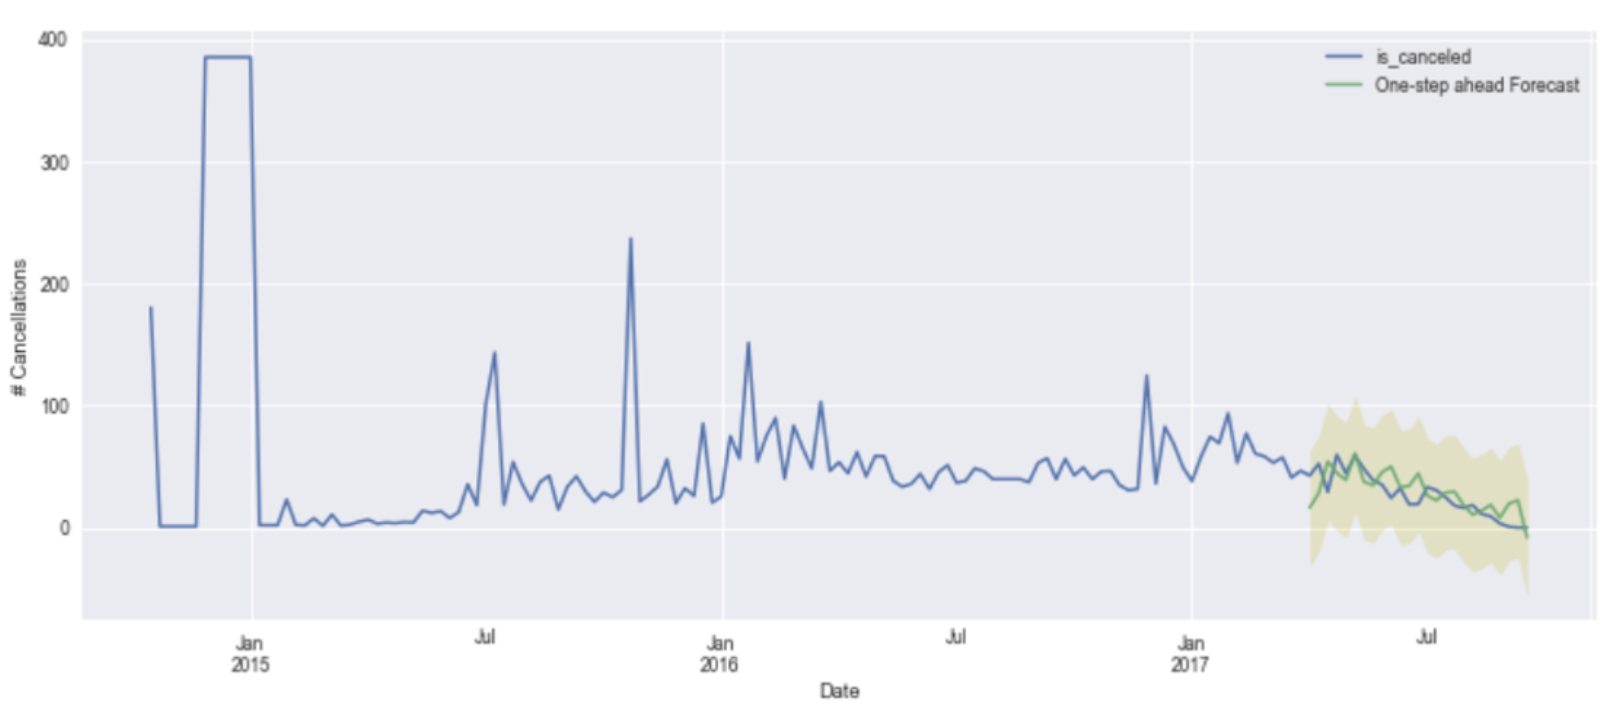 400
300
200
100
0
# Cancellations
is_canceled
One-step ahead Forecast
Jan
2015
Jul
Jan
2016
Jul
Jan
2017
Jul
Date